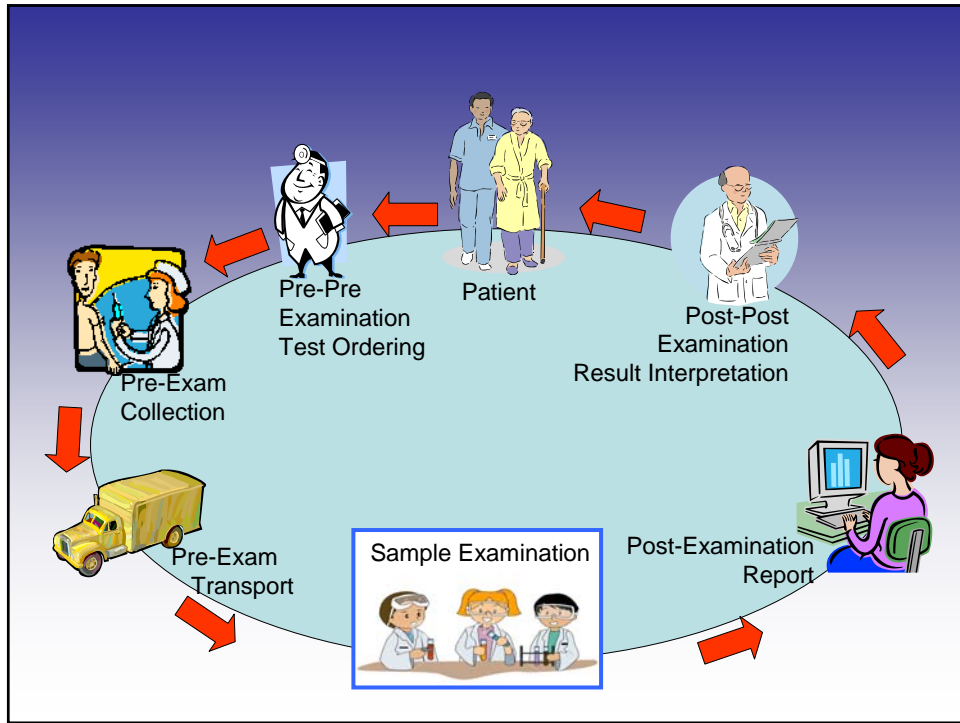 Patient
Pre-Pre
Examination
Test Ordering
Pre-Exam
Collection
Pre-Exam
Transport
Sample Examination
Post-Examination
Report
Post-Post
Examination
Result Interpretation